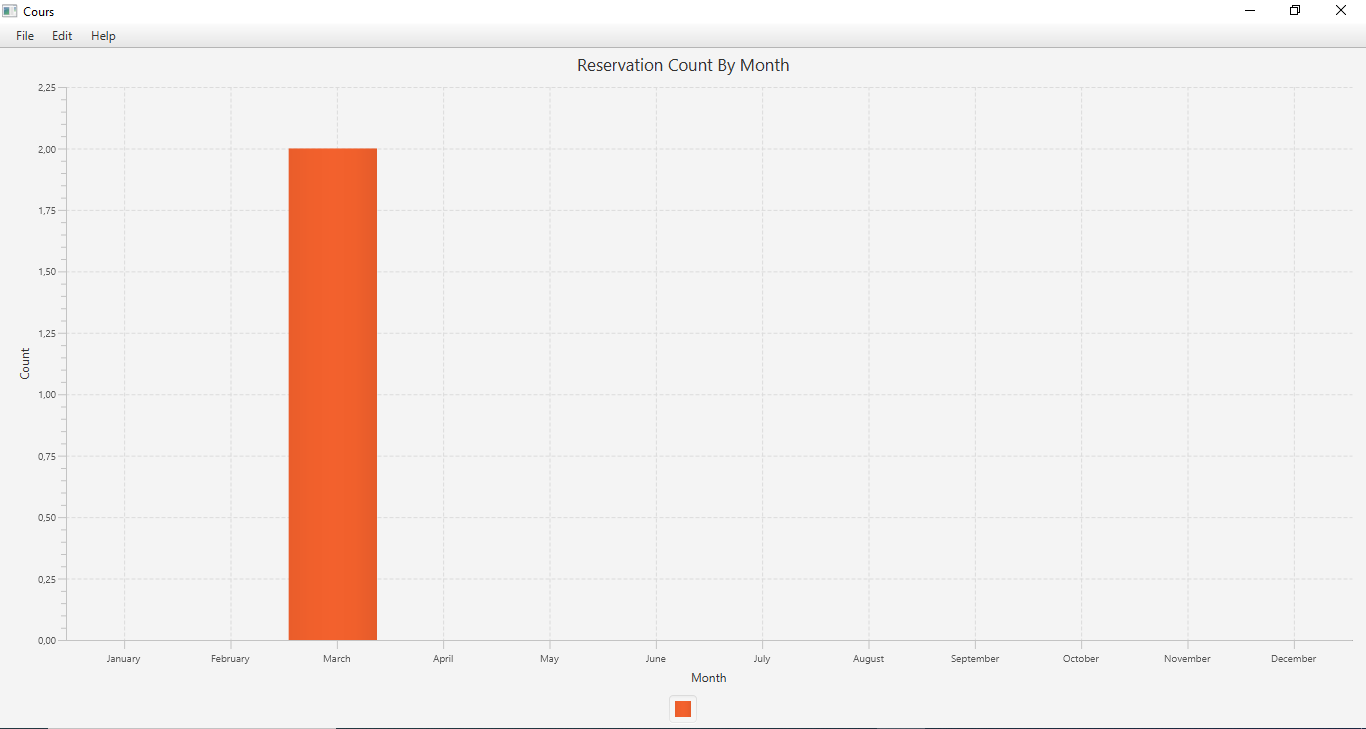 Cours
File Edit Help
Reservation Count By Month
2,25
2,00
1,75
1,50
1,25
1,00
0,75
0,50
0,25
0,00
Count
January February March April May June July August September October November December
Month